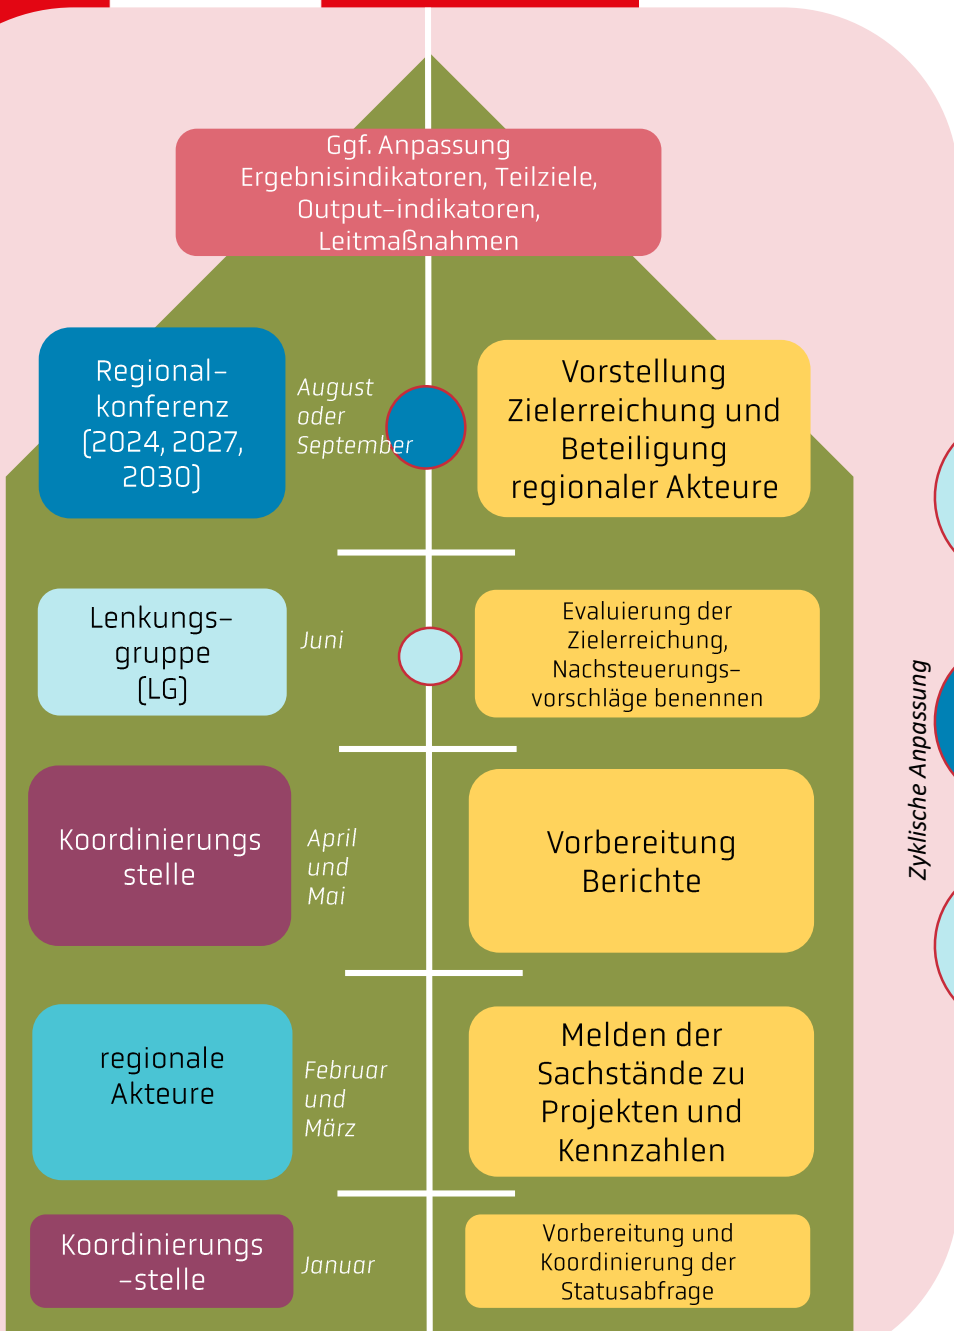 Ggf. Anpassung
Ergebnisindikatoren, Teilziele,
Output-indikatoren,
Leitmaßnahmen
Regional-
konferenz
(2024, 2027,
2030)
August
oder
September
Vorstellung
Zielerreichung und
Beteiligung
regionaler Akteure
Lenkungs-
gruppe
(LG)
Juni
Evaluierung der
Zielerreichung,
Nachsteuerungs-
vorschläge benennen
Koordinierungs
stelle
April
und
Mai
Vorbereitung
Berichte
regionale
Akteure
Februar
und
März
Melden der
Sachstände zu
Projekten und
Kennzahlen
Koordinierungs
-stelle
Januar
Vorbereitung und
Koordinierung der
Statusabfrage
Zyklische Anpassung